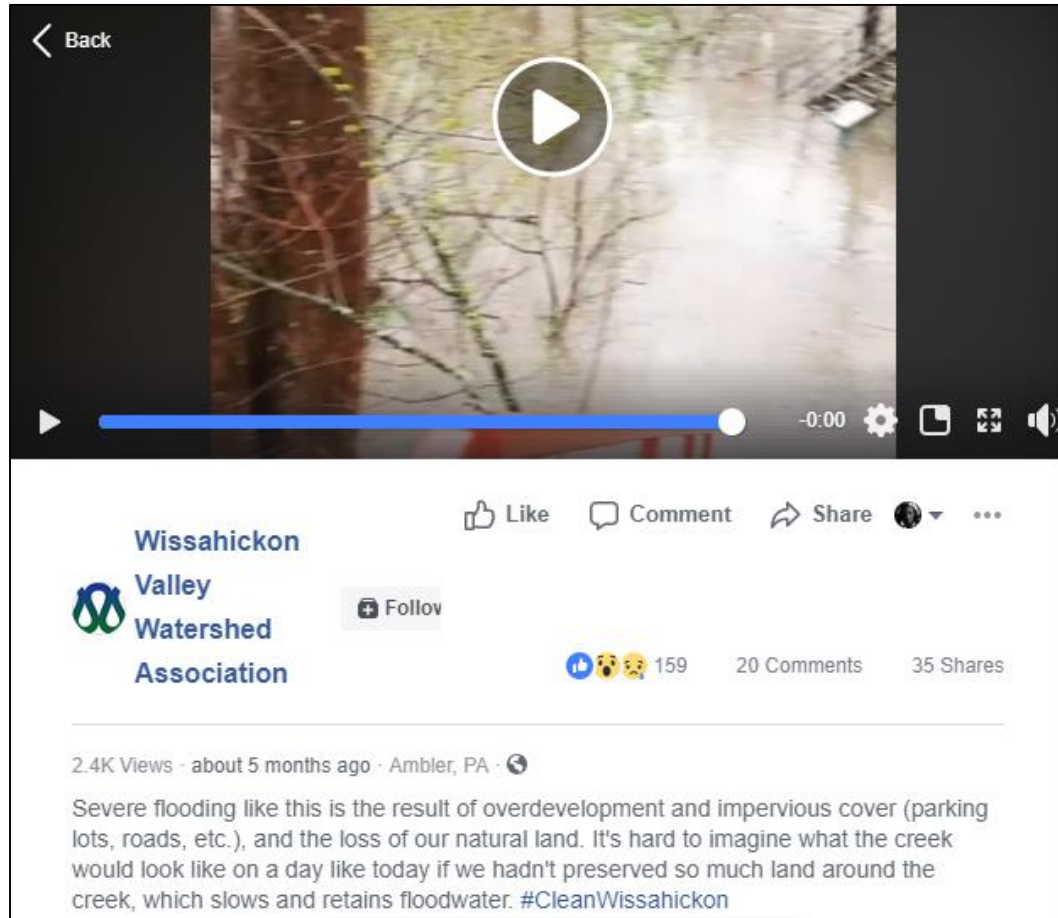 Back
-0:00
Like Comment Share
Wissahickon
Valley
Watershed
Association
Follow
159 20 Comments 35 Shares
2.4K Views · about 5 months ago · Ambler, PA ·
Severe flooding like this is the result of overdevelopment and impervious cover (parking
lots, roads, etc.), and the loss of our natural land. It's hard to imagine what the creek
would look like on a day like today if we hadn't preserved so much land around the
creek, which slows and retains floodwater. #CleanWissahickon